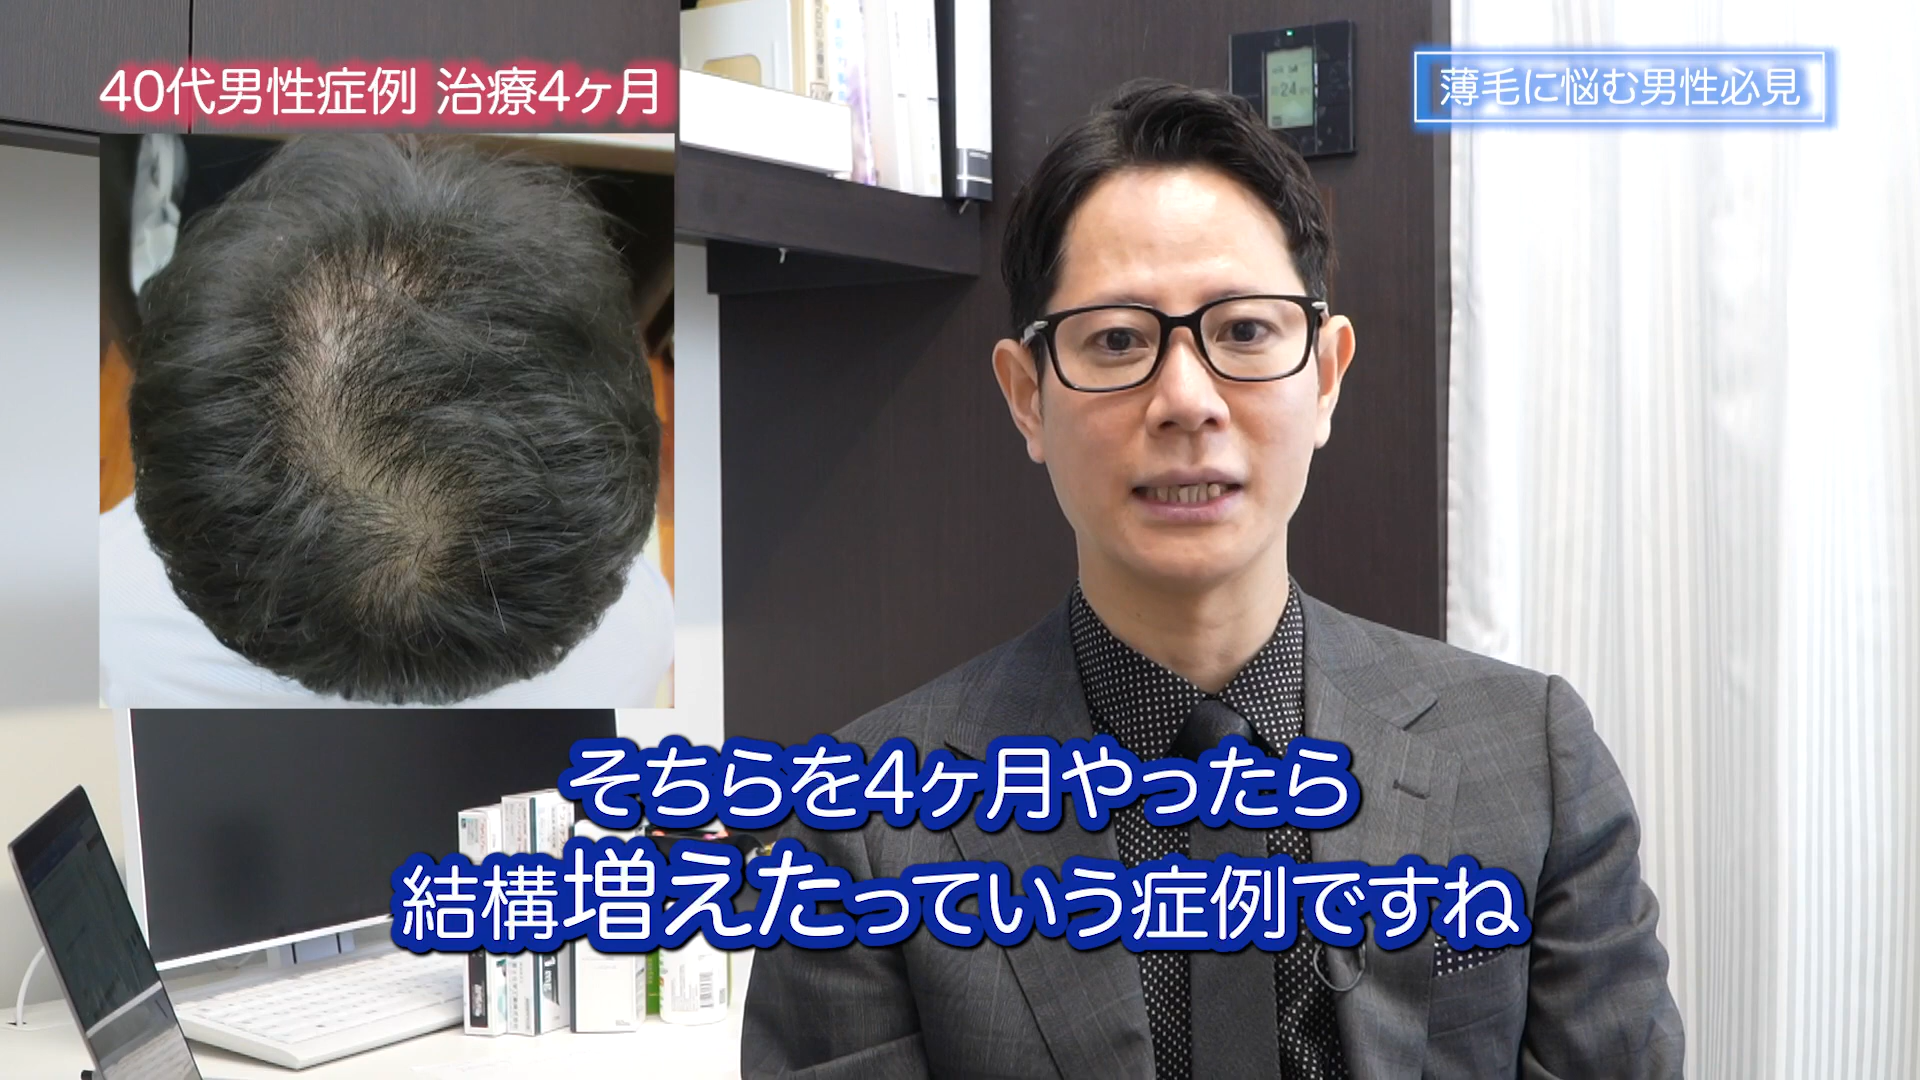 40代男性症例 治療4ヶ月
薄毛に悩む男性必見
24
そちらを4ヶ月やったら
結構増えたっていう症例ですね